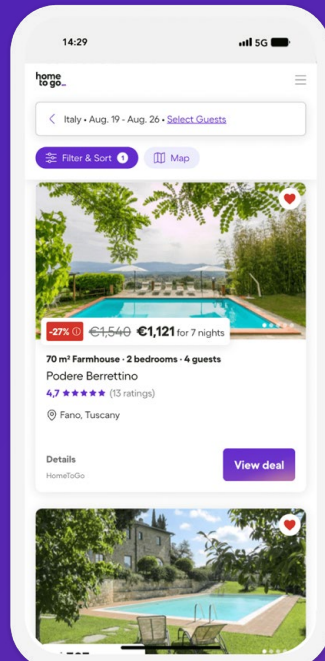 14:29
5G
home
to go_
Italy • Aug. 19 - Aug. 26 • Select Guests
Filter & Sort 1
Map
-27% €1,540 €1,121 for 7 nights
70 m² Farmhouse · 2 bedrooms · 4 guests
Podere Berrettino
4,7 ★★★★★ (13 ratings)
Fano, Tuscany
Details
HomeToGo
View deal